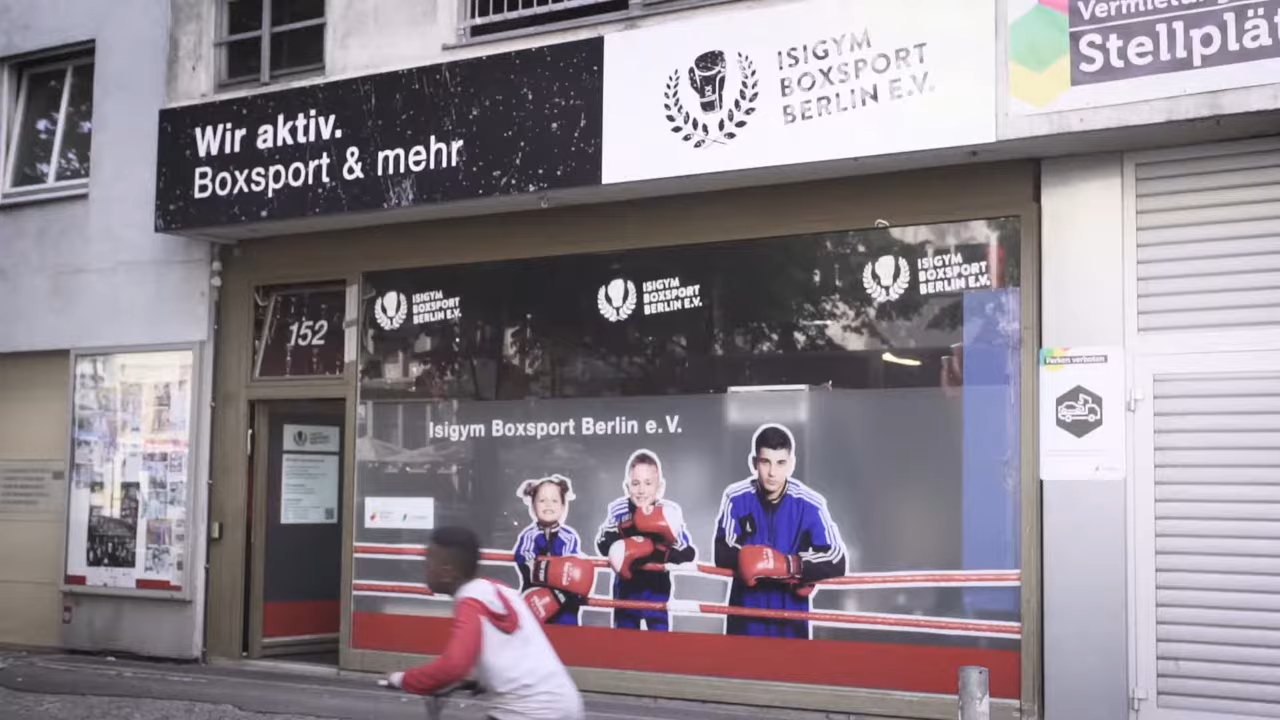 Wir aktiv.
Boxsport & mehr
ISIGYM
BOXSPORT
BERLIN E.V.
Vermietung
Stellplä
ISIGYM
BOXSPORT
BERLIN E.V.
ISIGYM
BOXSPORT
BERLIN E.V.
ISIGYM
BOXSPORT
BERLIN E.V.
152
Parken verboten
Isigym Boxsport Berlin e.V.